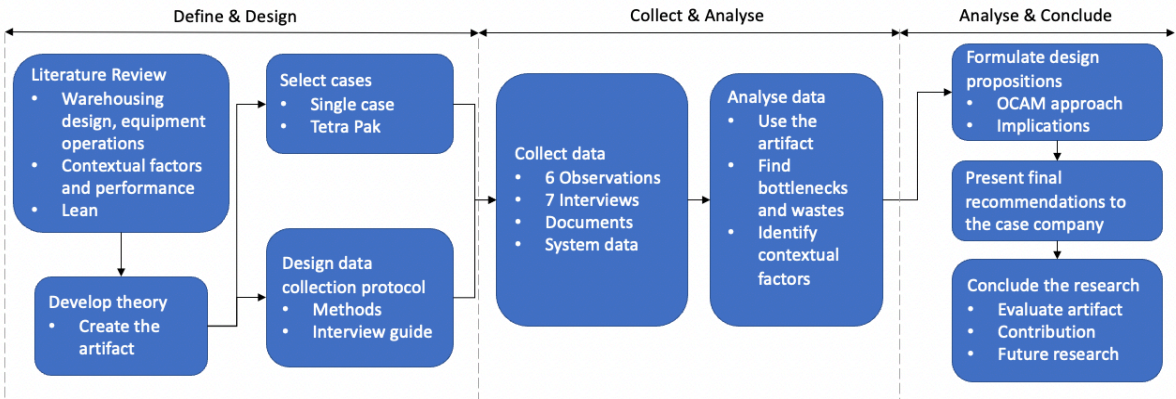 Define & Design
Collect & Analyse
Analyse & Conclude
Literature Review
• Warehousing
design, equipment
operations
• Contextual factors
and performance
• Lean
Develop theory
• Create the
artifact
Select cases
• Single case
• Tetra Pak
Design data
collection protocol
• Methods
• Interview guide
Collect data
• 6 Observations
• 7 Interviews
• Documents
• System data
Analyse data
• Use the
artifact
• Find
bottlenecks
and wastes
• Identify
contextual
factors
Formulate design
propositions
• OCAM approach
• Implications
Present final
recommendations to
the case company
Conclude the research
• Evaluate artifact
• Contribution
• Future research